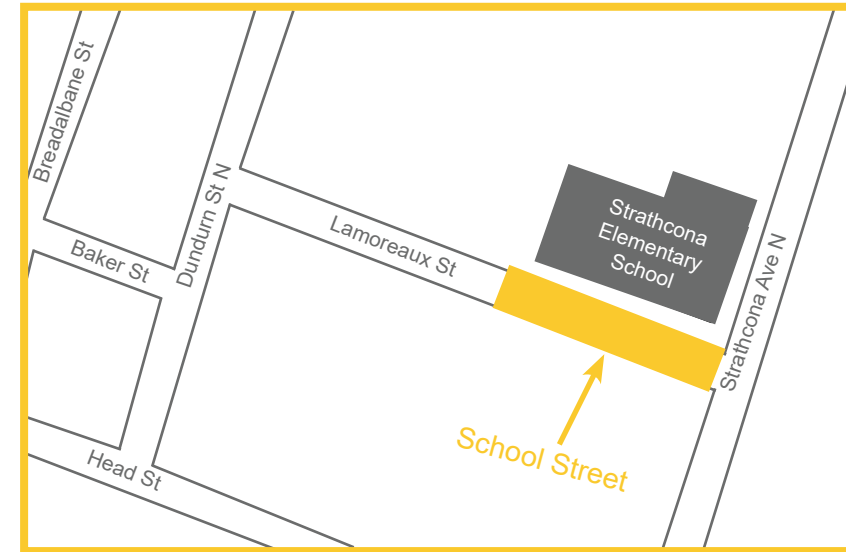 Breadalbane St
Dundurn St N
Baker St
Lamoreaux St
Strathcona
Elementary
School
Strathcona Ave N
School Street
Head St